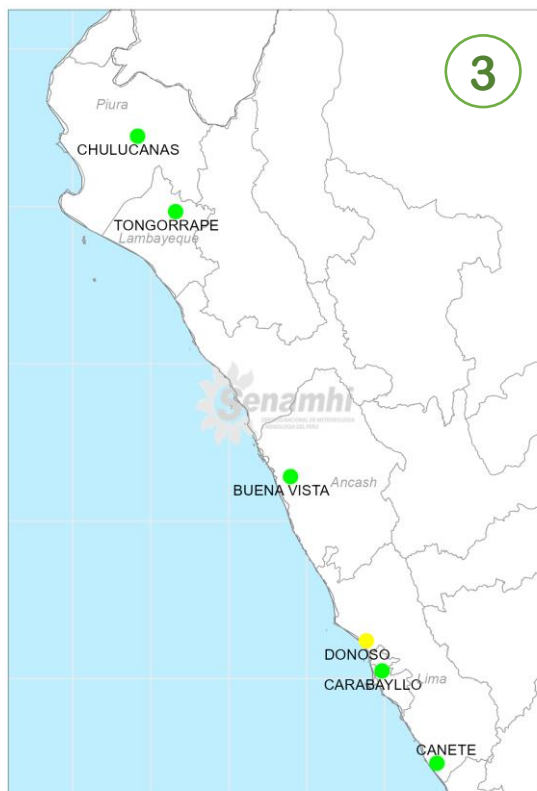 3
Piura
CHULUCANAS
TONGORRAPE
Lambayeque
Senamhi
BUENA VISTA
Ancash
DONOSO
CARABAYLLO
Lima
CANETE